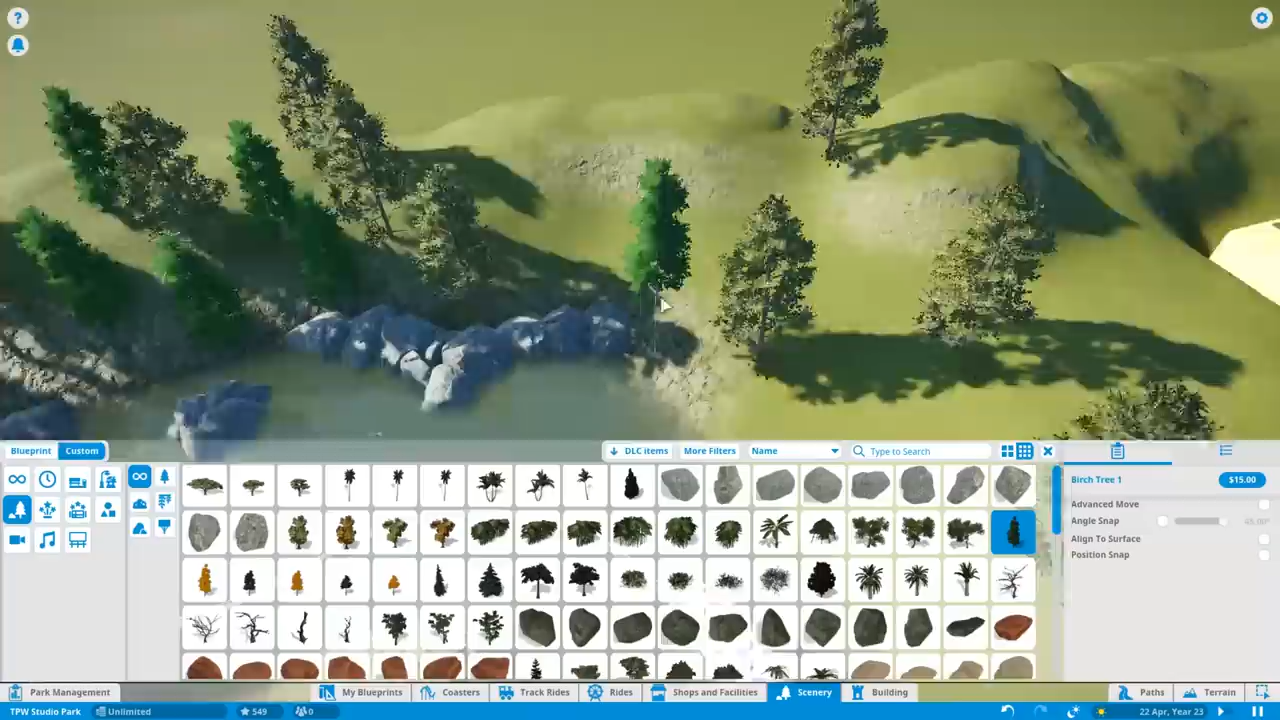 ?
Blueprint Custom DLC items More Filters Name Type to Search
Birch Tree 1 $15.00
Advanced Move
Angle Snap 45.00°
Align To Surface
Position Snap
Park Management My Blueprints Coasters Track Rides Rides Shops and Facilities Scenery Building Paths Terrain
TPW Studio Park Unlimited 549 0 22 Apr, Year 23